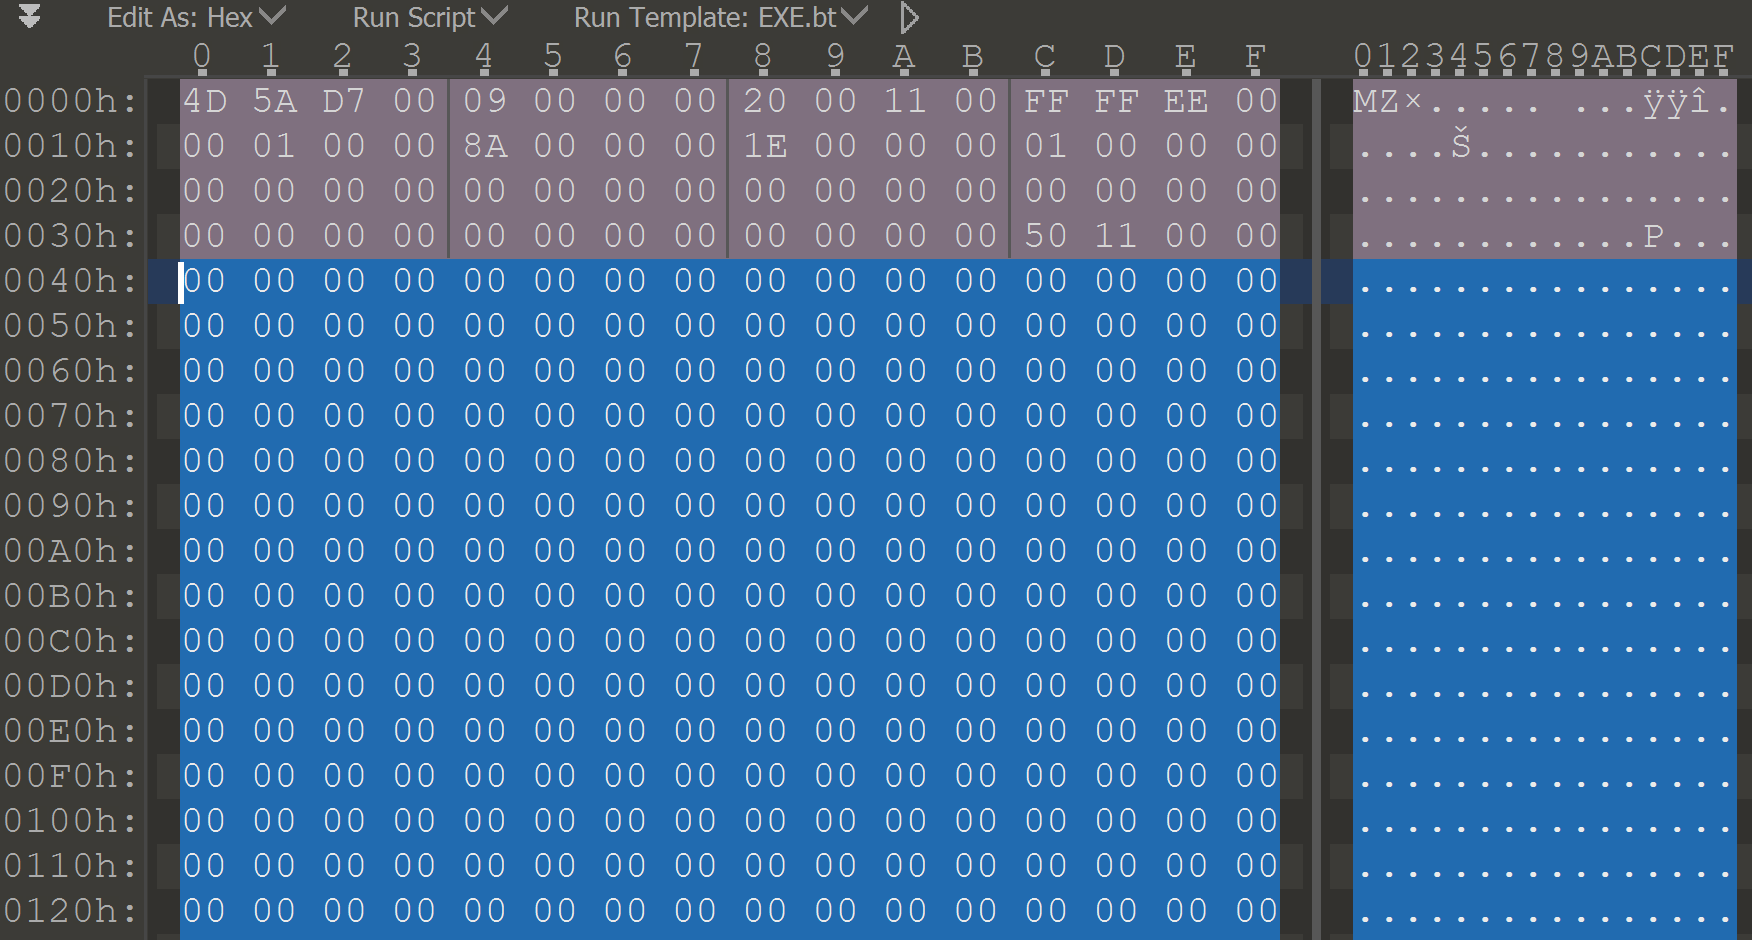 Edit As: Hex Run Script Run Template: EXE.bt
0 1 2 3 4 5 6 7 8 9 A B C D E F 0123456789ABCDEF
0000h: 4D 5A D7 00 09 00 00 00 20 00 11 00 FF FF EE 00 MZ×..... ...ÿÿî.
0010h: 00 01 00 00 8A 00 00 00 1E 00 00 00 01 00 00 00 ....Š...........
0020h: 00 00 00 00 00 00 00 00 00 00 00 00 00 00 00 00 ................
0030h: 00 00 00 00 00 00 00 00 00 00 00 00 50 11 00 00 ............P...
0040h: 00 00 00 00 00 00 00 00 00 00 00 00 00 00 00 00 ................
0050h: 00 00 00 00 00 00 00 00 00 00 00 00 00 00 00 00 ................
0060h: 00 00 00 00 00 00 00 00 00 00 00 00 00 00 00 00 ................
0070h: 00 00 00 00 00 00 00 00 00 00 00 00 00 00 00 00 ................
0080h: 00 00 00 00 00 00 00 00 00 00 00 00 00 00 00 00 ................
0090h: 00 00 00 00 00 00 00 00 00 00 00 00 00 00 00 00 ................
00A0h: 00 00 00 00 00 00 00 00 00 00 00 00 00 00 00 00 ................
00B0h: 00 00 00 00 00 00 00 00 00 00 00 00 00 00 00 00 ................
00C0h: 00 00 00 00 00 00 00 00 00 00 00 00 00 00 00 00 ................
00D0h: 00 00 00 00 00 00 00 00 00 00 00 00 00 00 00 00 ................
00E0h: 00 00 00 00 00 00 00 00 00 00 00 00 00 00 00 00 ................
00F0h: 00 00 00 00 00 00 00 00 00 00 00 00 00 00 00 00 ................
0100h: 00 00 00 00 00 00 00 00 00 00 00 00 00 00 00 00 ................
0110h: 00 00 00 00 00 00 00 00 00 00 00 00 00 00 00 00 ................
0120h: 00 00 00 00 00 00 00 00 00 00 00 00 00 00 00 00 ................